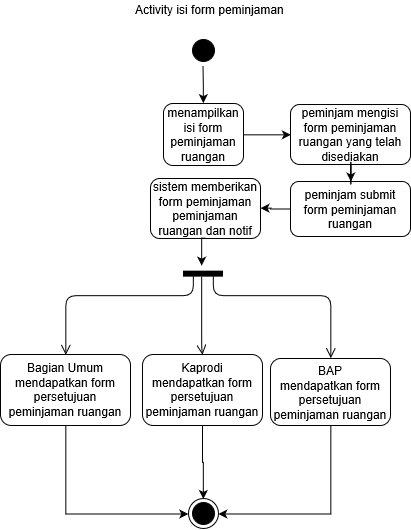 Activity isi form peminjaman
menampilkan
isi form
peminjaman
ruangan
peminjam mengisi
form peminjaman
ruangan yang telah
disediakan
peminjam submit
form peminjaman
ruangan
sistem memberikan
form peminjaman
peminjaman
ruangan dan notif
Bagian Umum
mendapatkan form
persetujuan
peminjaman ruangan
Kaprodi
mendapatkan form
persetujuan
peminjaman ruangan
BAP
mendapatkan form
persetujuan
peminjaman ruangan